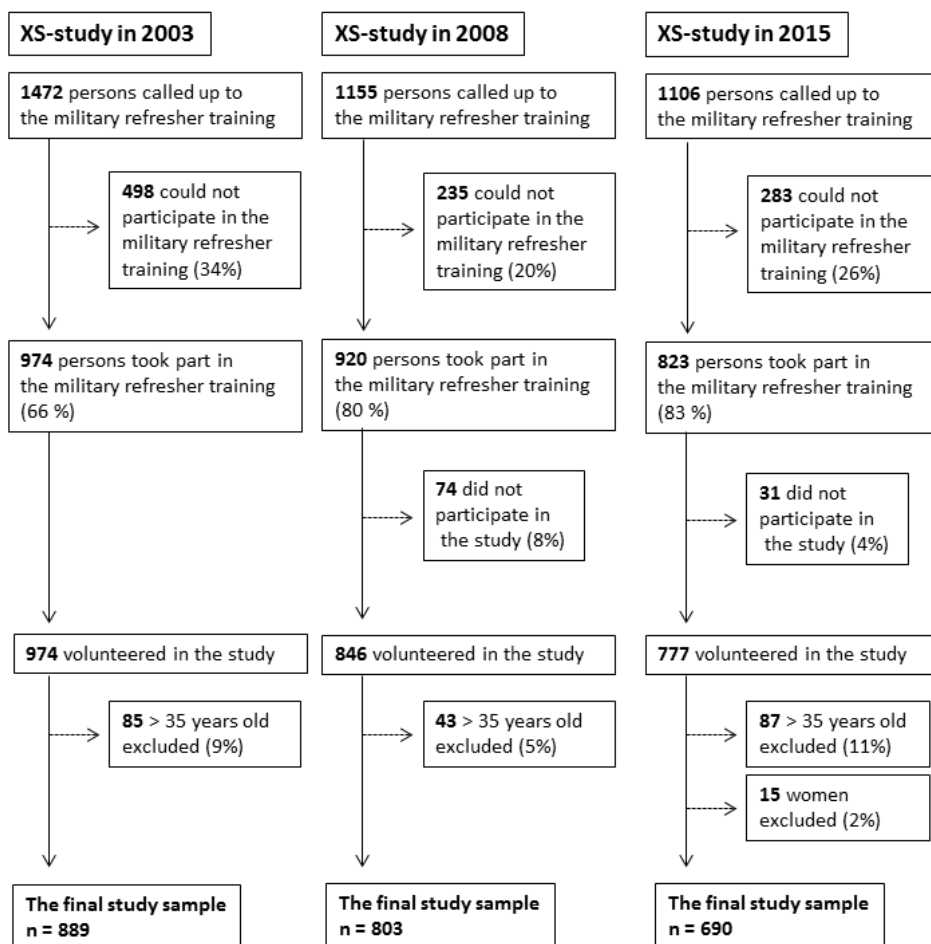 XS-study in 2003
1472 persons called up to
the military refresher training
498 could not
participate in the
military refresher
training (34%)
974 persons took part in
the military refresher training
(66 %)
974 volunteered in the study
85 > 35 years old
excluded (9%)
The final study sample
n = 889
XS-study in 2008
1155 persons called up to
the military refresher training
235 could not
participate in the
military refresher
training (20%)
920 persons took part in
the military refresher training
(80 %)
74 did not
participate in
the study (8%)
846 volunteered in the study
43 > 35 years old
excluded (5%)
The final study sample
n = 803
XS-study in 2015
1106 persons called up to
the military refresher training
283 could not
participate in the
military refresher
training (26%)
823 persons took part in
the military refresher training
(83 %)
31 did not
participate in
the study (4%)
777 volunteered in the study
87 > 35 years old
excluded (11%)
15 women
excluded (2%)
The final study sample
n = 690